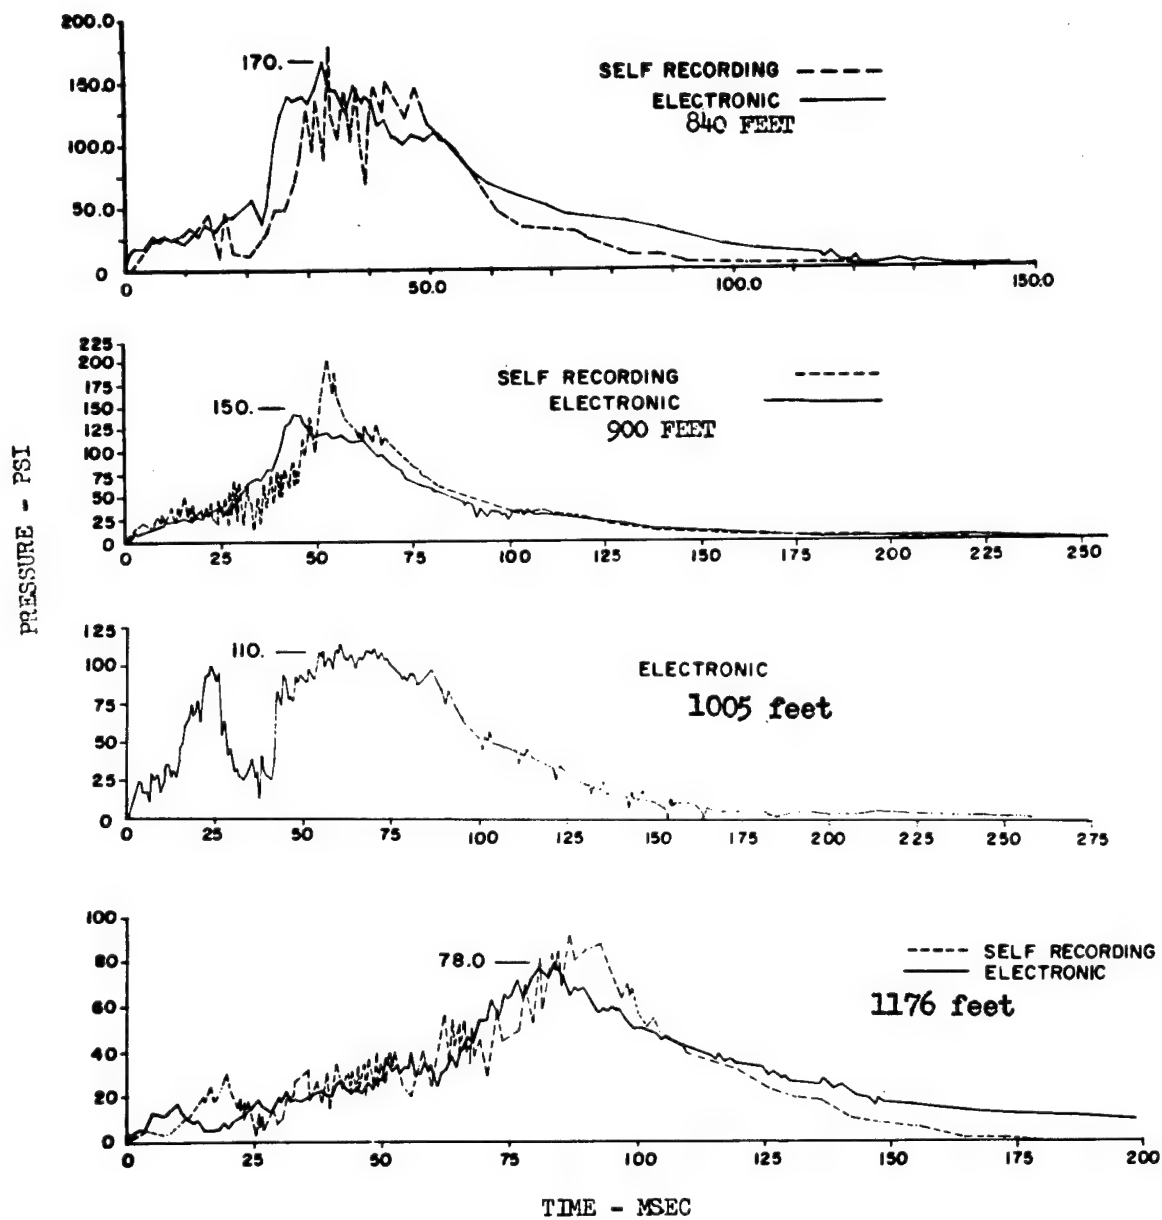 200.0
170.
150.0
SELF RECORDING
ELECTRONIC
840 FEET
100.0
50.0
0
0 50.0 100.0 150.0
225
200
175
150
125
100
75
50
25
0
150.
SELF RECORDING
ELECTRONIC
900 FEET
0 25 50 75 100 125 150 175 200 225 250
PRESSURE - PSI
125
100
75
50
25
0
110.
ELECTRONIC
1005 feet
0 25 50 75 100 125 150 175 200 225 250 275
100
80
60
40
20
0
78.0
SELF RECORDING
ELECTRONIC
1176 feet
0 25 50 75 100 125 150 175 200
TIME - MSEC